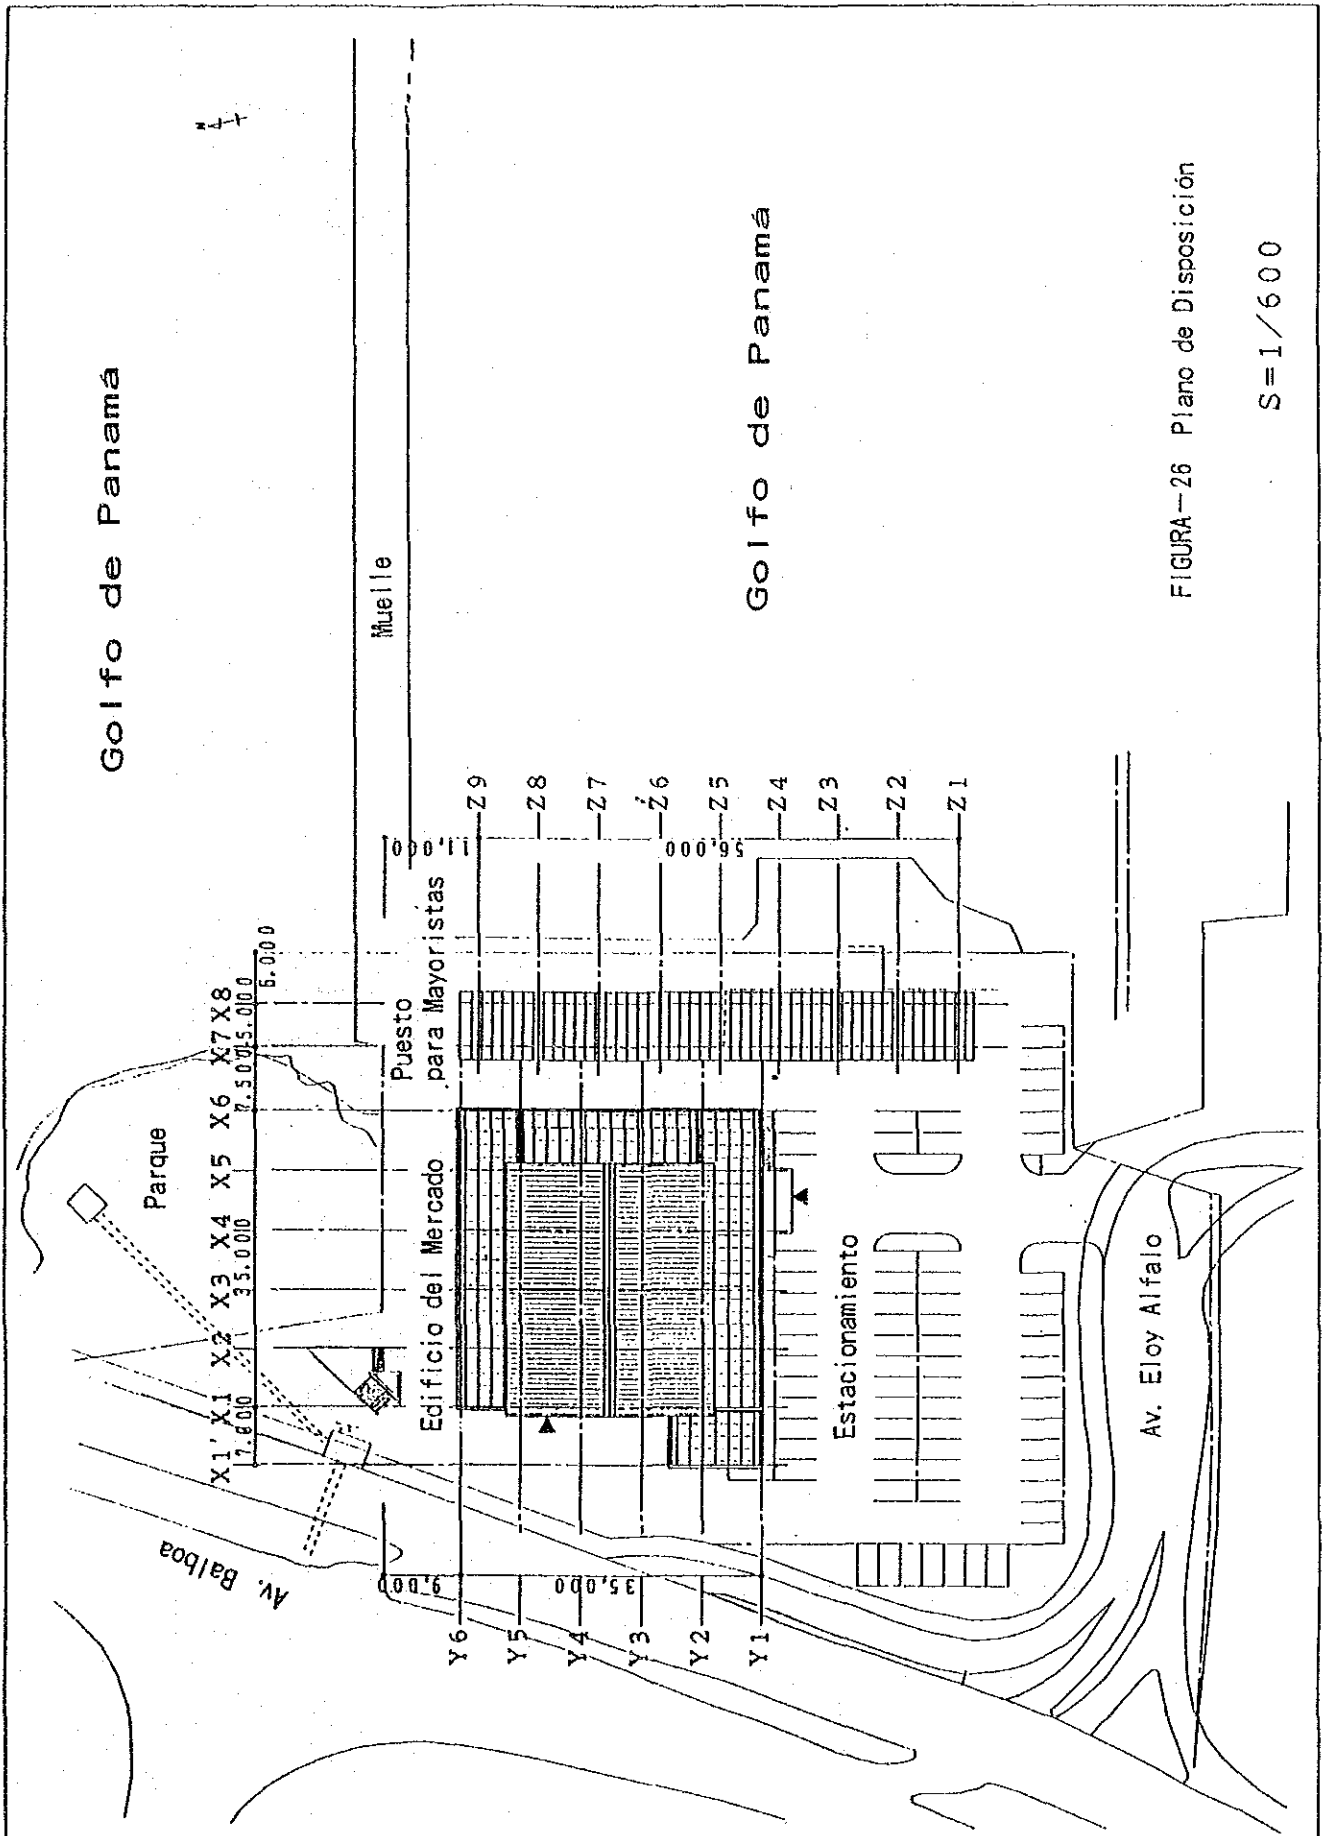 Golfo de Panamá
N
Muelle
Golfo de Panamá
Parque
X1' X1 X2 X3 X4 X5 X6 X7 X8
7.000 35.000 7.500 5.000 6.000
Av. Balboa
Edificio del Mercado
Puesto
para Mayoristas
11,000
56,000
Z9
Z8
Z7
Z6
Z5
Z4
Z3
Z2
Z1
9,000
35,000
Y6
Y5
Y4
Y3
Y2
Y1
Estacionamiento
Av. Eloy Alfalo
FIGURA-26 Plano de Disposición
S=1/600